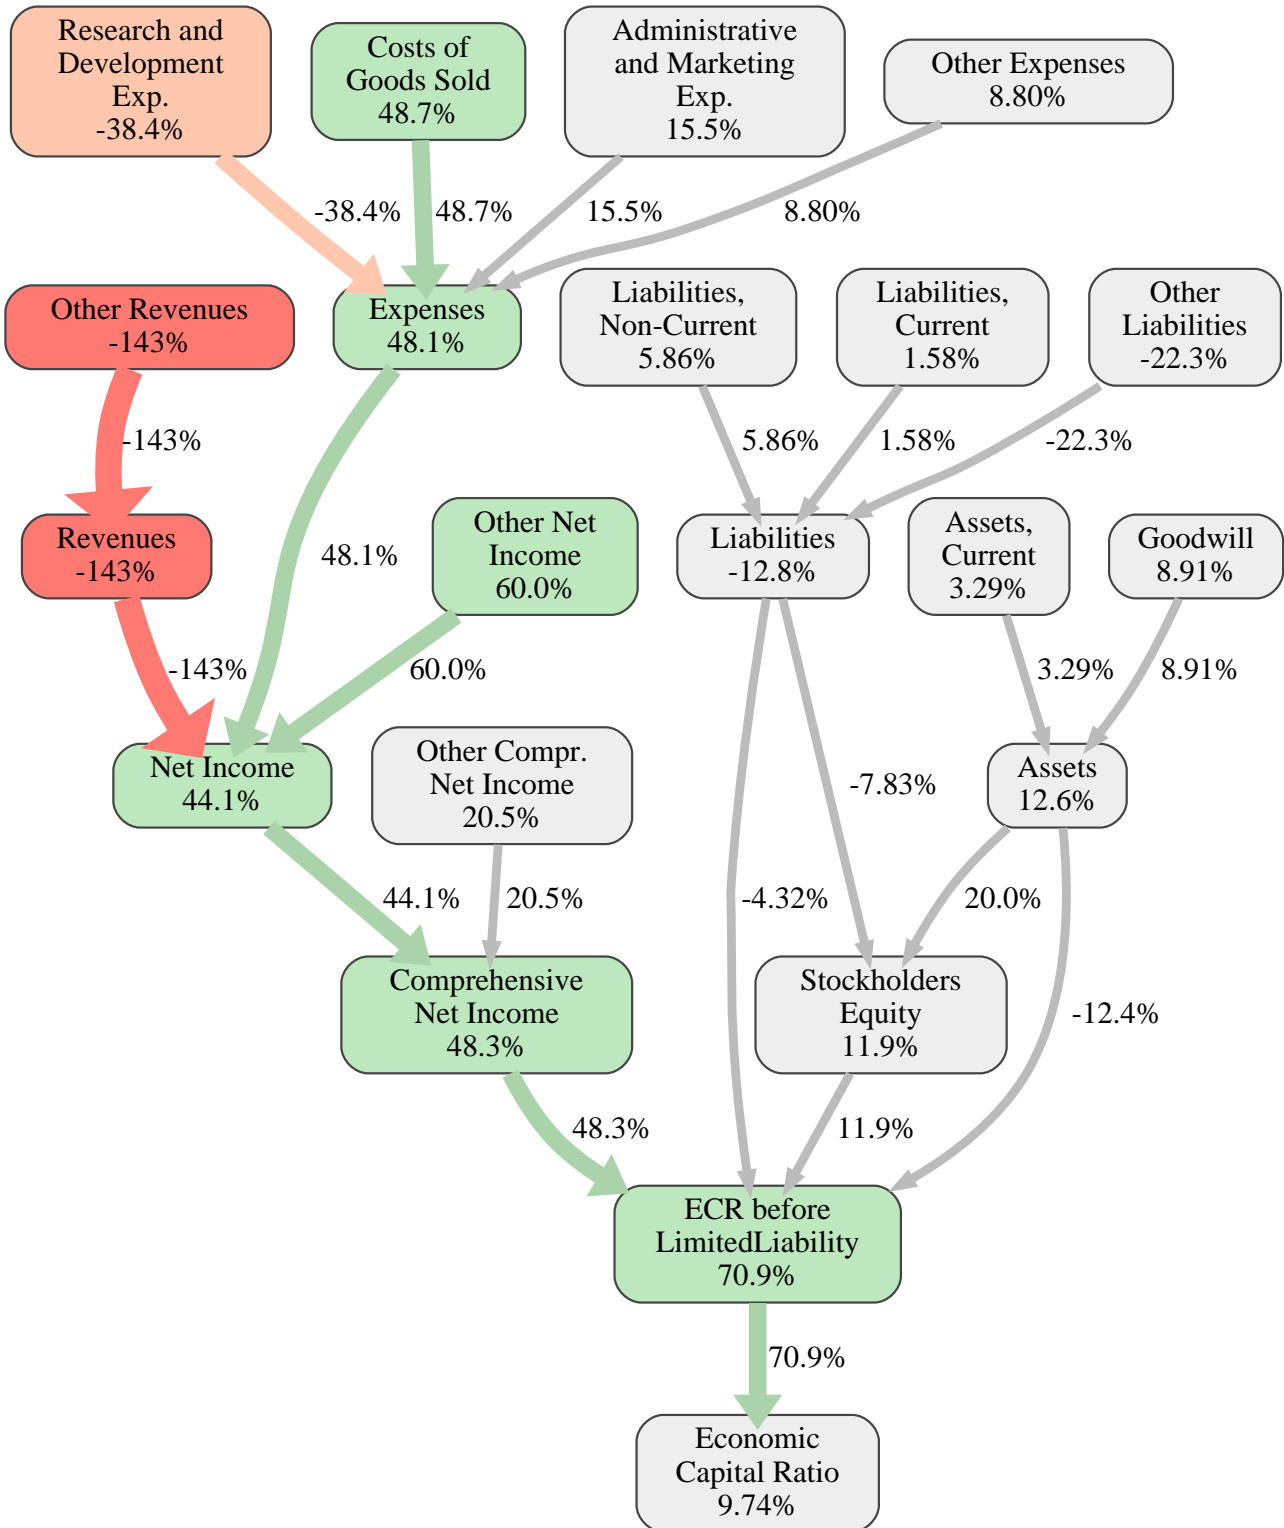 Research and
Development
Exp.
-38.4%
Costs of
Goods Sold
48.7%
Administrative
and Marketing
Exp.
15.5%
Other Expenses
8.80%
-38.4%
48.7%
15.5%
8.80%
Other Revenues
-143%
Expenses
48.1%
Liabilities,
Non-Current
5.86%
Liabilities,
Current
1.58%
Other
Liabilities
-22.3%
-143%
5.86%
1.58%
-22.3%
Revenues
-143%
48.1%
Other Net
Income
60.0%
Liabilities
-12.8%
Assets,
Current
3.29%
Goodwill
8.91%
-143%
60.0%
3.29%
8.91%
Net Income
44.1%
Other Compr.
Net Income
20.5%
-7.83%
Assets
12.6%
44.1%
20.5%
-4.32%
20.0%
Comprehensive
Net Income
48.3%
Stockholders
Equity
11.9%
-12.4%
48.3%
11.9%
ECR before
LimitedLiability
70.9%
70.9%
Economic
Capital Ratio
9.74%